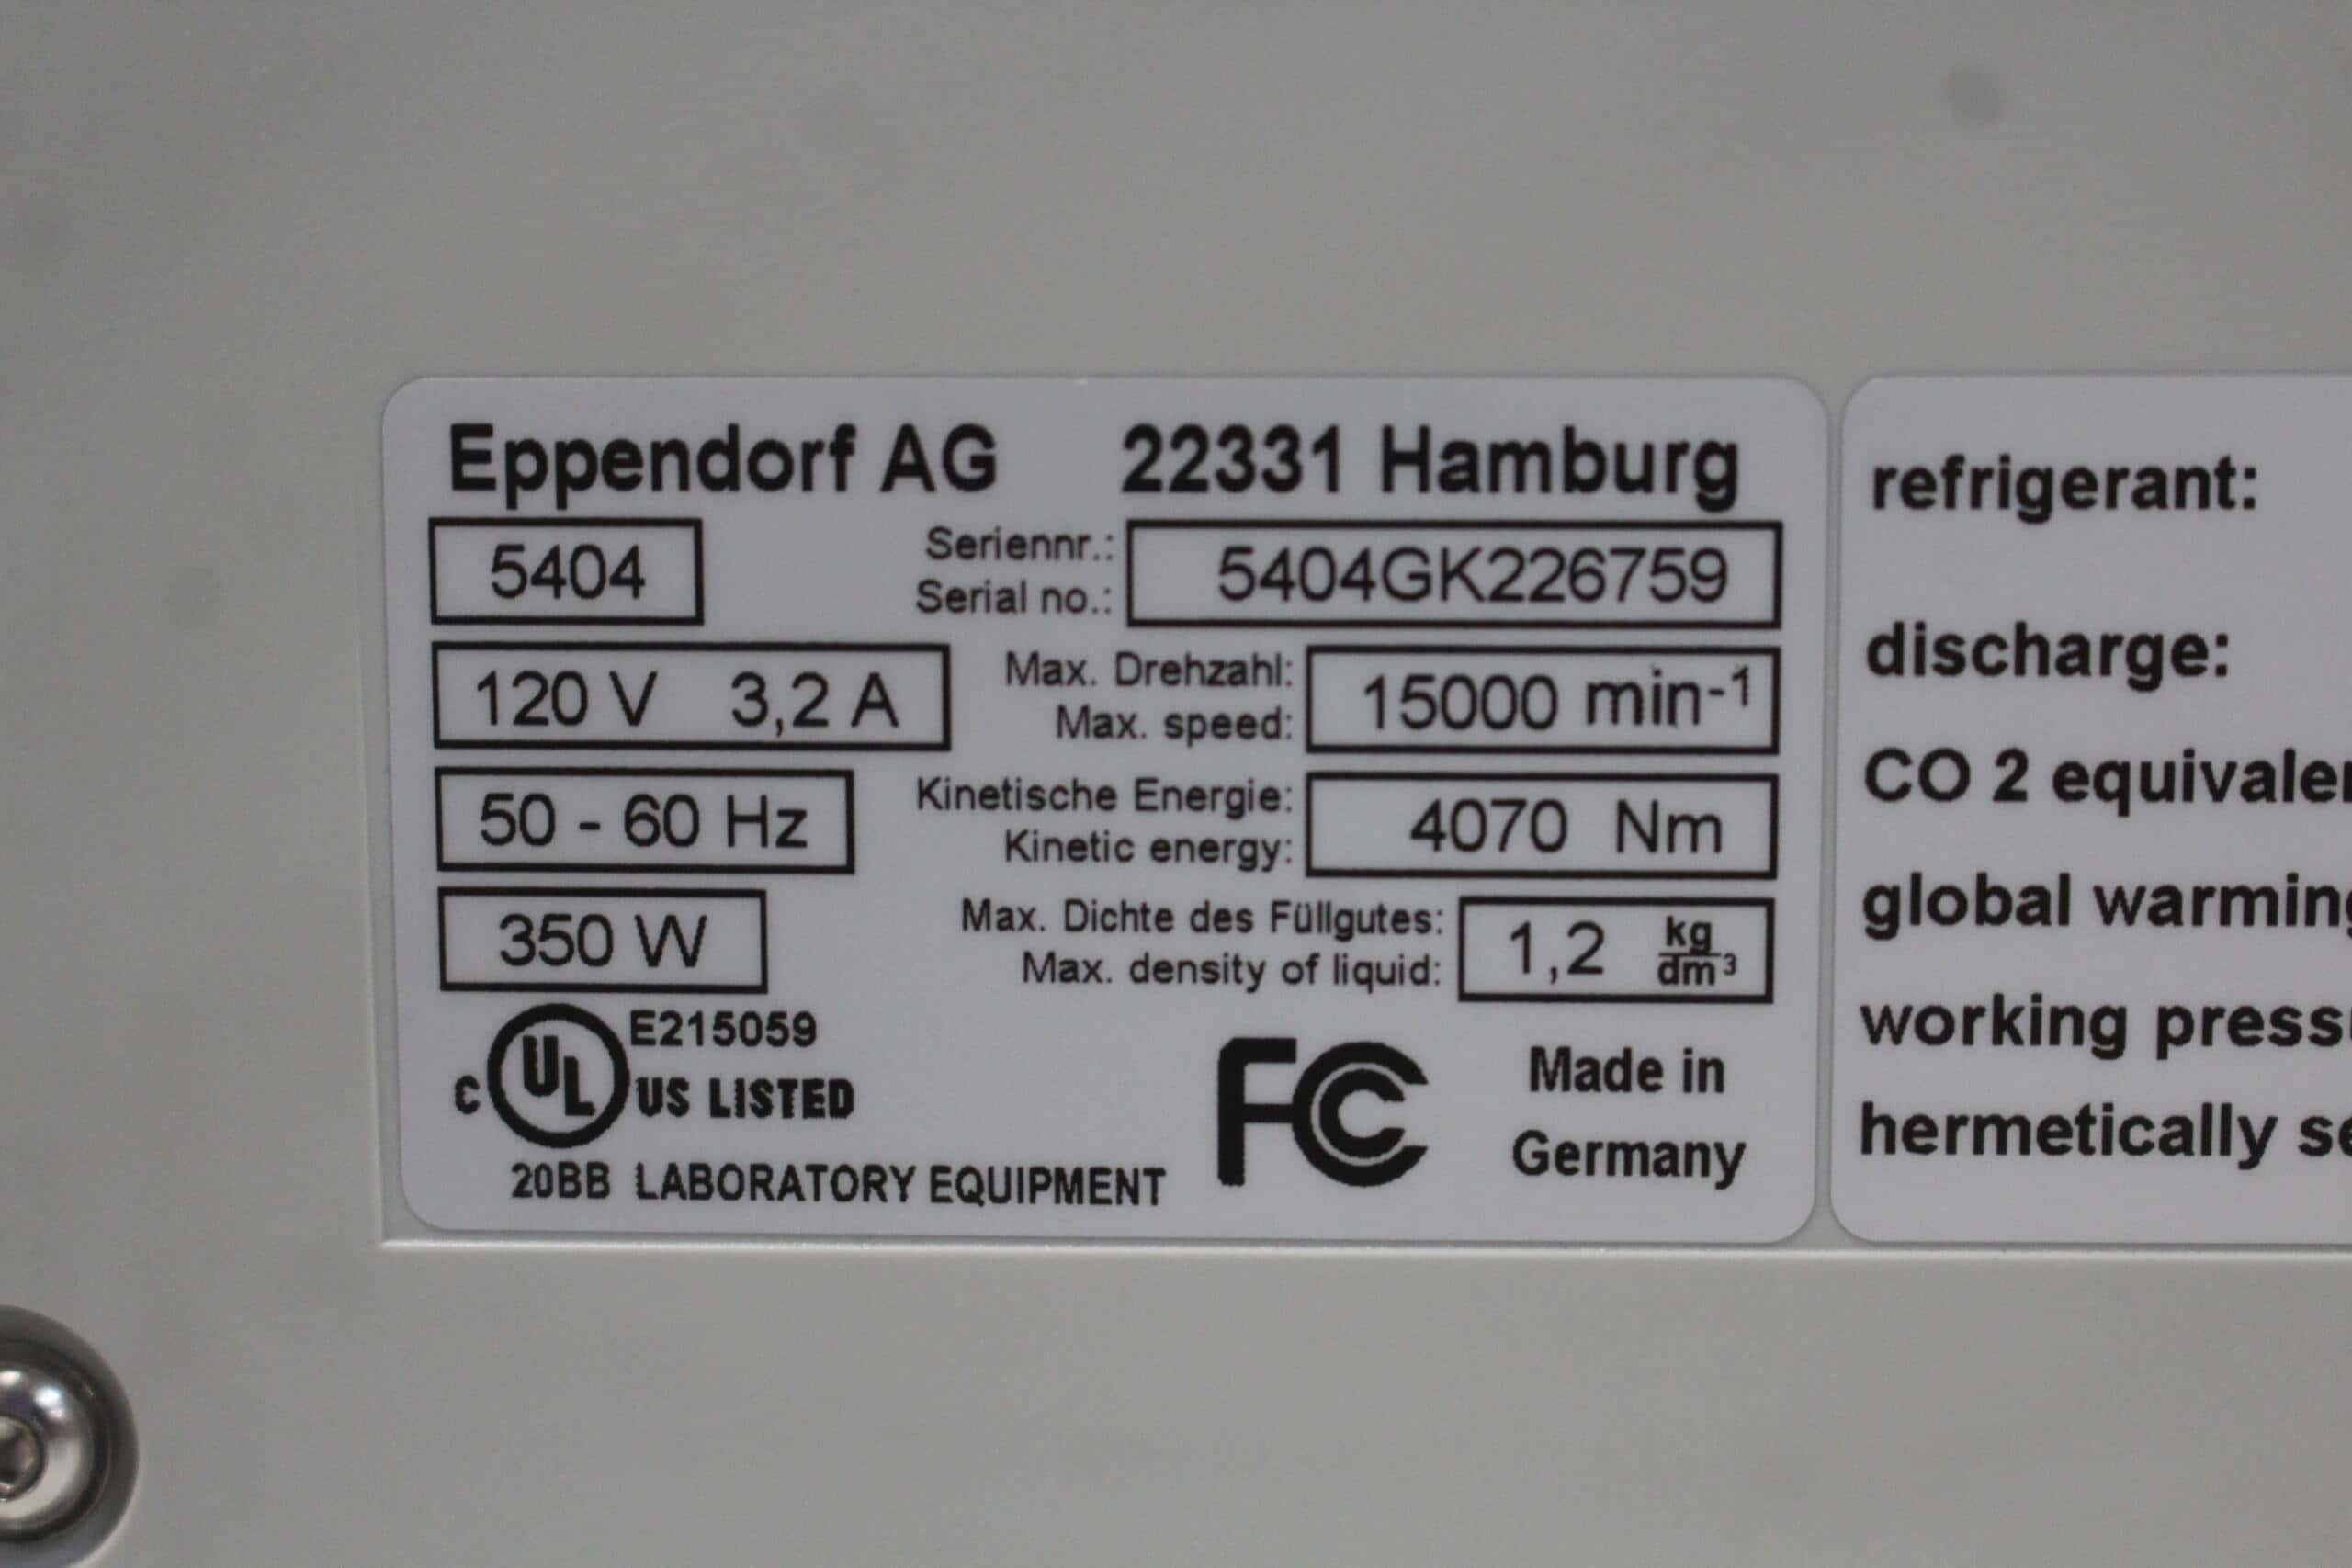 Eppendorf AG 22331 Hamburg
5404 Seriennr.: 5404GK226759
Serial no.:
120 V 3,2 A Max. Drehzahl: 15000 min-1
Max. speed:
50 - 60 Hz Kinetische Energie: 4070 Nm
Kinetic energy:
350 W Max. Dichte des Füllgutes: 1,2 kg/dm³
Max. density of liquid:
E215059
c UL US LISTED
FC
Made in
Germany
20BB LABORATORY EQUIPMENT
refrigerant:
discharge:
CO 2
global
working
hermetically